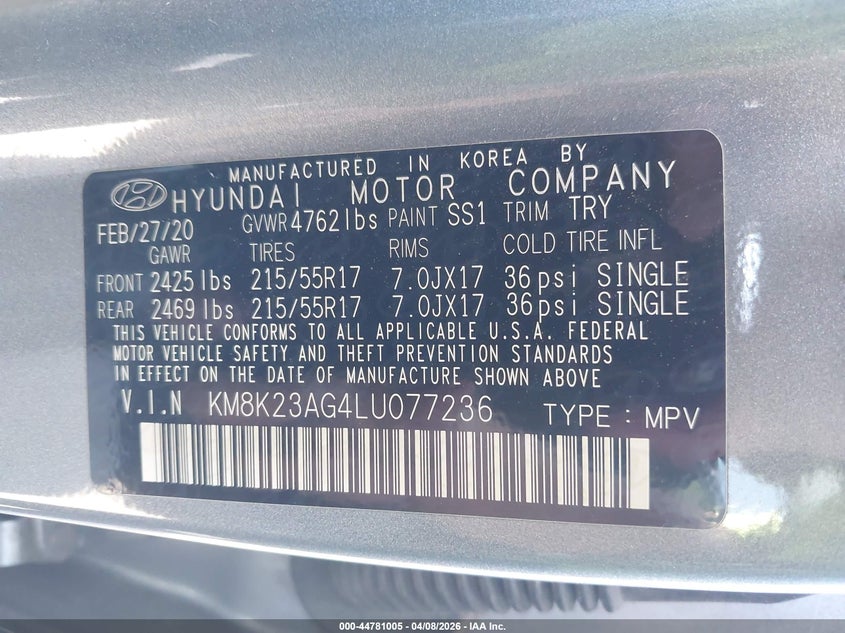 MANUFACTURED IN KOREA BY
HYUNDAI MOTOR COMPANY
FEB/27/20 GVWR 4762 lbs PAINT SS1 TRIM TRY
GAWR TIRES RIMS COLD TIRE INFL
FRONT 2425 lbs 215/55R17 7.0JX17 36 psi SINGLE
REAR 2469 lbs 215/55R17 7.0JX17 36 psi SINGLE
THIS VEHICLE CONFORMS TO ALL APPLICABLE U.S.A. FEDERAL
MOTOR VEHICLE SAFETY AND THEFT PREVENTION STANDARDS
IN EFFECT ON THE DATE OF MANUFACTURE SHOWN ABOVE
V.I.N KM8K23AG4LU077236 TYPE : MPV
000-44781005 - 04/08/2026 - IAA Inc.